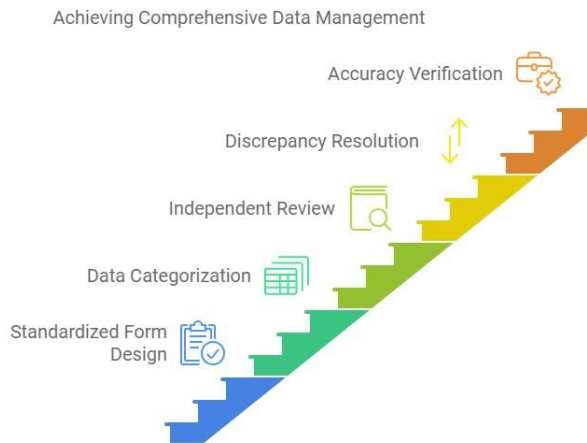 Achieving Comprehensive Data Management
Accuracy Verification
Discrepancy Resolution
Independent Review
Data Categorization
Standardized Form
Design